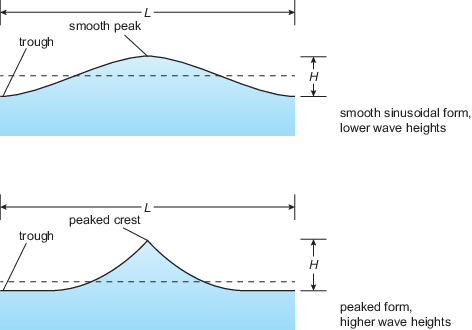 L
smooth peak
trough
H
smooth sinusoidal form,
lower wave heights
L
peaked crest
trough
H
peaked form,
higher wave heights